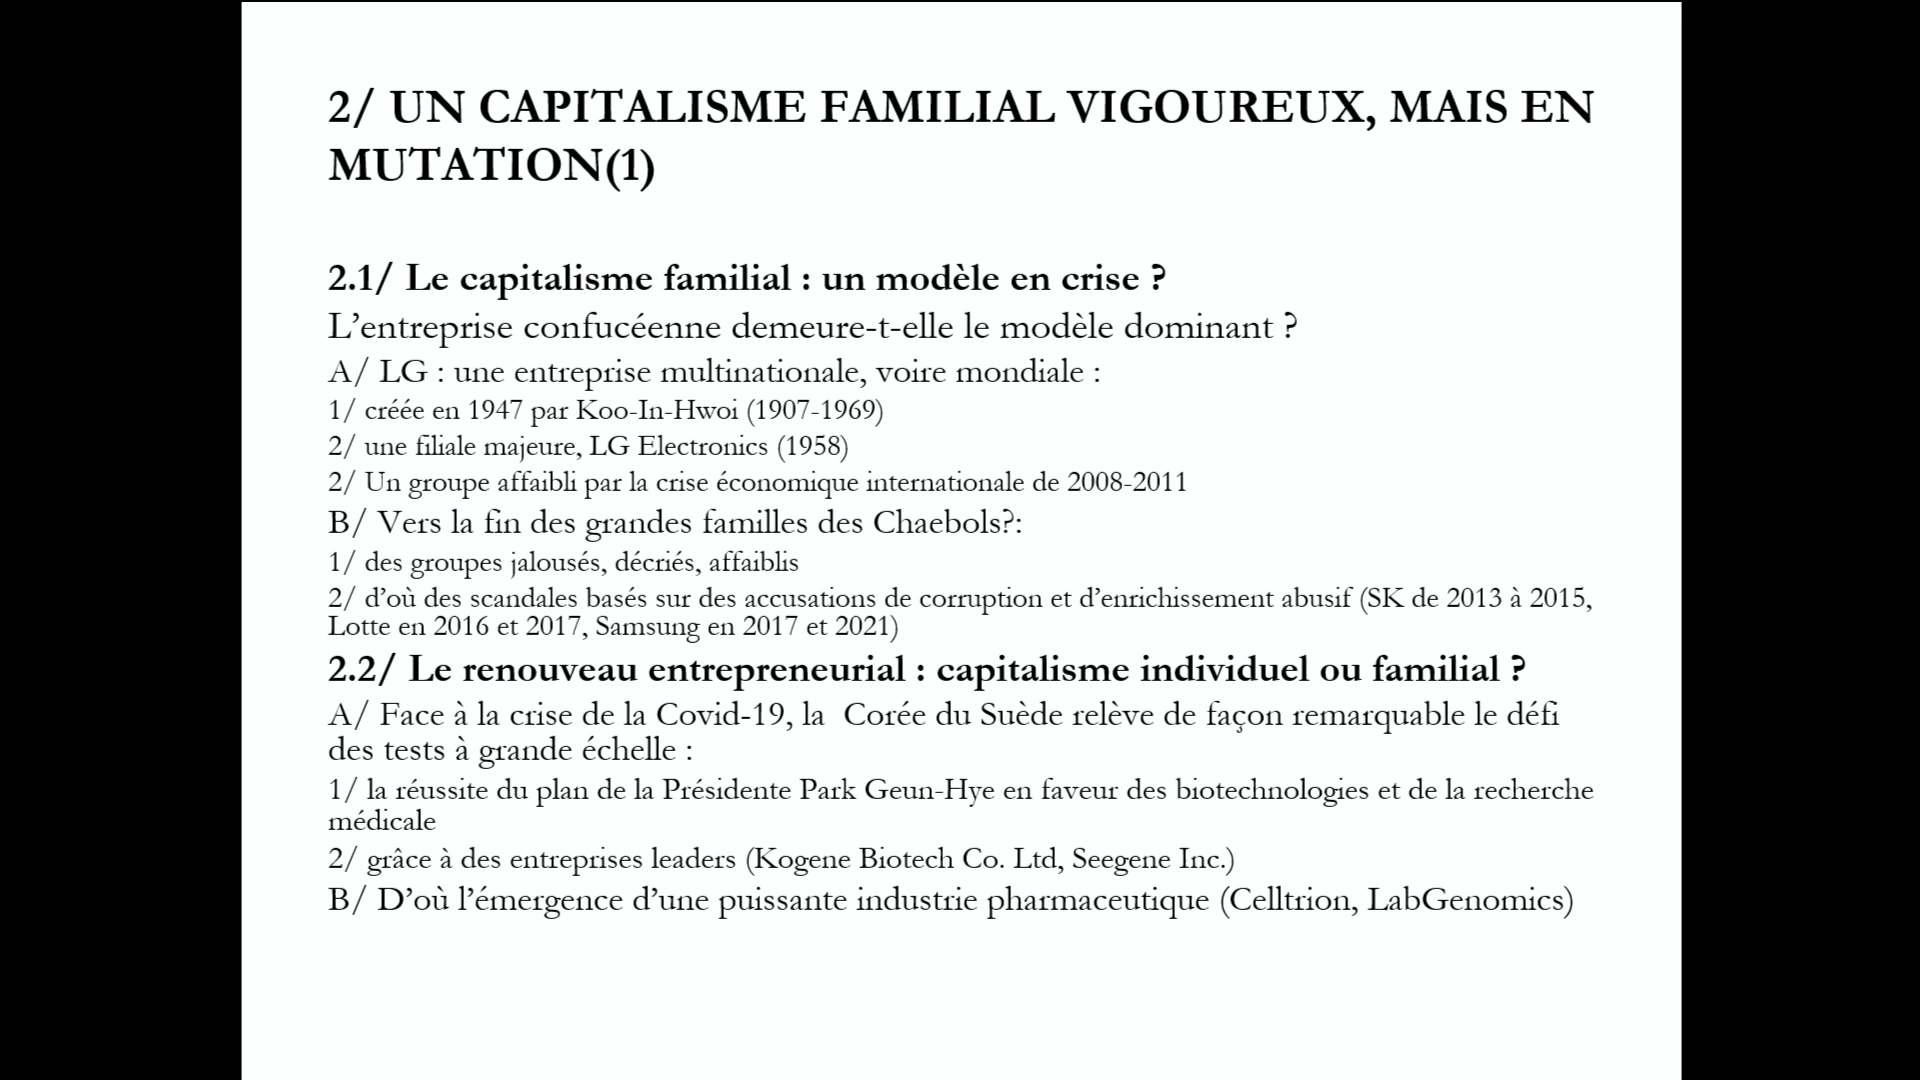 2/ UN CAPITALISME FAMILIAL VIGOUREUX, MAIS EN
MUTATION(1)
2.1/ Le capitalisme familial : un modèle en crise ?
L’entreprise confucéenne demeure-t-elle le modèle dominant ?
A/ LG : une entreprise multinationale, voire mondiale :
1/ créée en 1947 par Koo-In-Hwoi (1907-1969)
2/ une filiale majeure, LG Electronics (1958)
2/ Un groupe affaibli par la crise économique internationale de 2008-2011
B/ Vers la fin des grandes familles des Chaebols?:
1/ des groupes jalousés, décriés, affaiblis
2/ d’où des scandales basés sur des accusations de corruption et d’enrichissement abusif (SK de 2013 à 2015,
Lotte en 2016 et 2017, Samsung en 2017 et 2021)
2.2/ Le renouveau entrepreneurial : capitalisme individuel ou familial ?
A/ Face à la crise de la Covid-19, la  Corée du Suède relève de façon remarquable le défi
des tests à grande échelle :
1/ la réussite du plan de la Présidente Park Geun-Hye en faveur des biotechnologies et de la recherche
médicale
2/ grâce à des entreprises leaders (Kogene Biotech Co. Ltd, Seegene Inc.)
B/ D’où l’émergence d’une puissante industrie pharmaceutique (Celltrion, LabGenomics)